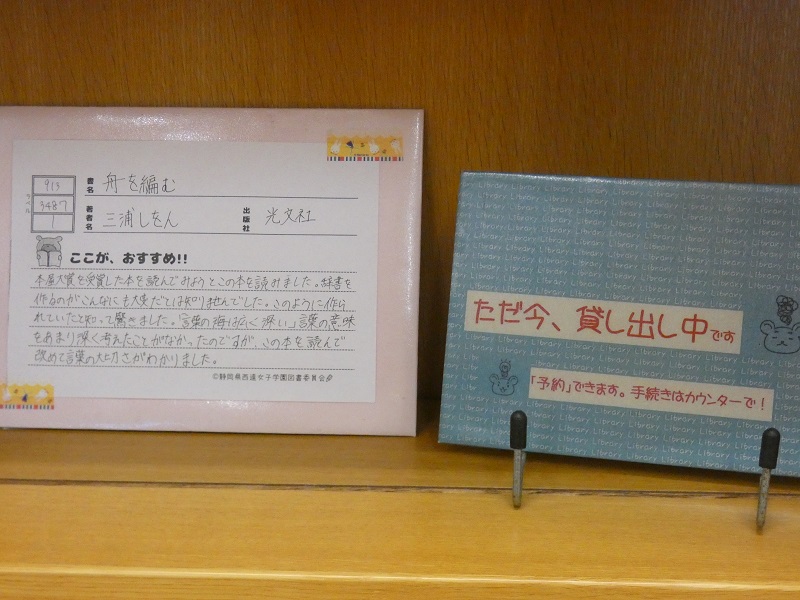 913
3487
1
書名 舟を編む
著者名 三浦しをん 出版社 光文社
ここが、おすすめ!!
本屋大賞を受賞した本を読んでみようとこの本を読みました。辞書を
作るのがこんなにも大変だとは知りませんでした。このように作ら
れていたと知って驚きました。「言葉の海は広く深い」言葉の意味
をあまり深く考えたことがなかったのですが、この本を読んで
改めて言葉の大切さがわかりました。
©静岡県西遠女子学園図書委員会
ただ今、貸し出し中です
「予約」できます。手続きはカウンターで!
Library Library Library Library Library